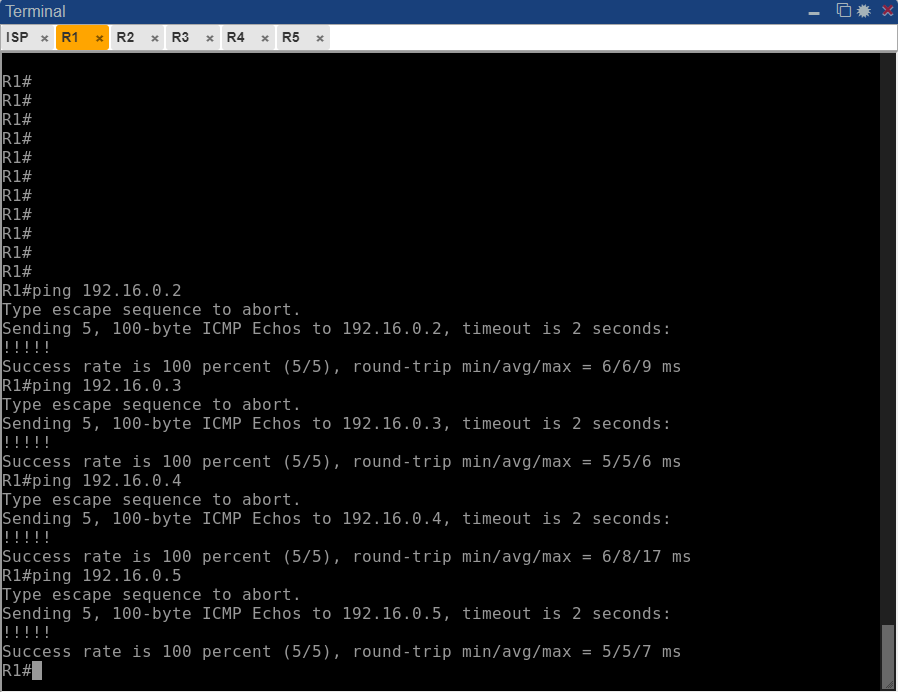 Terminal
ISP × R1 × R2 × R3 × R4 × R5 ×
R1#
R1#
R1#
R1#
R1#
R1#
R1#
R1#
R1#
R1#
R1#
R1#ping 192.16.0.2
Type escape sequence to abort.
Sending 5, 100-byte ICMP Echos to 192.16.0.2, timeout is 2 seconds:
!!!!!
Success rate is 100 percent (5/5), round-trip min/avg/max = 6/6/9 ms
R1#ping 192.16.0.3
Type escape sequence to abort.
Sending 5, 100-byte ICMP Echos to 192.16.0.3, timeout is 2 seconds:
!!!!!
Success rate is 100 percent (5/5), round-trip min/avg/max = 5/5/6 ms
R1#ping 192.16.0.4
Type escape sequence to abort.
Sending 5, 100-byte ICMP Echos to 192.16.0.4, timeout is 2 seconds:
!!!!!
Success rate is 100 percent (5/5), round-trip min/avg/max = 6/8/17 ms
R1#ping 192.16.0.5
Type escape sequence to abort.
Sending 5, 100-byte ICMP Echos to 192.16.0.5, timeout is 2 seconds:
!!!!!
Success rate is 100 percent (5/5), round-trip min/avg/max = 5/5/7 ms
R1#